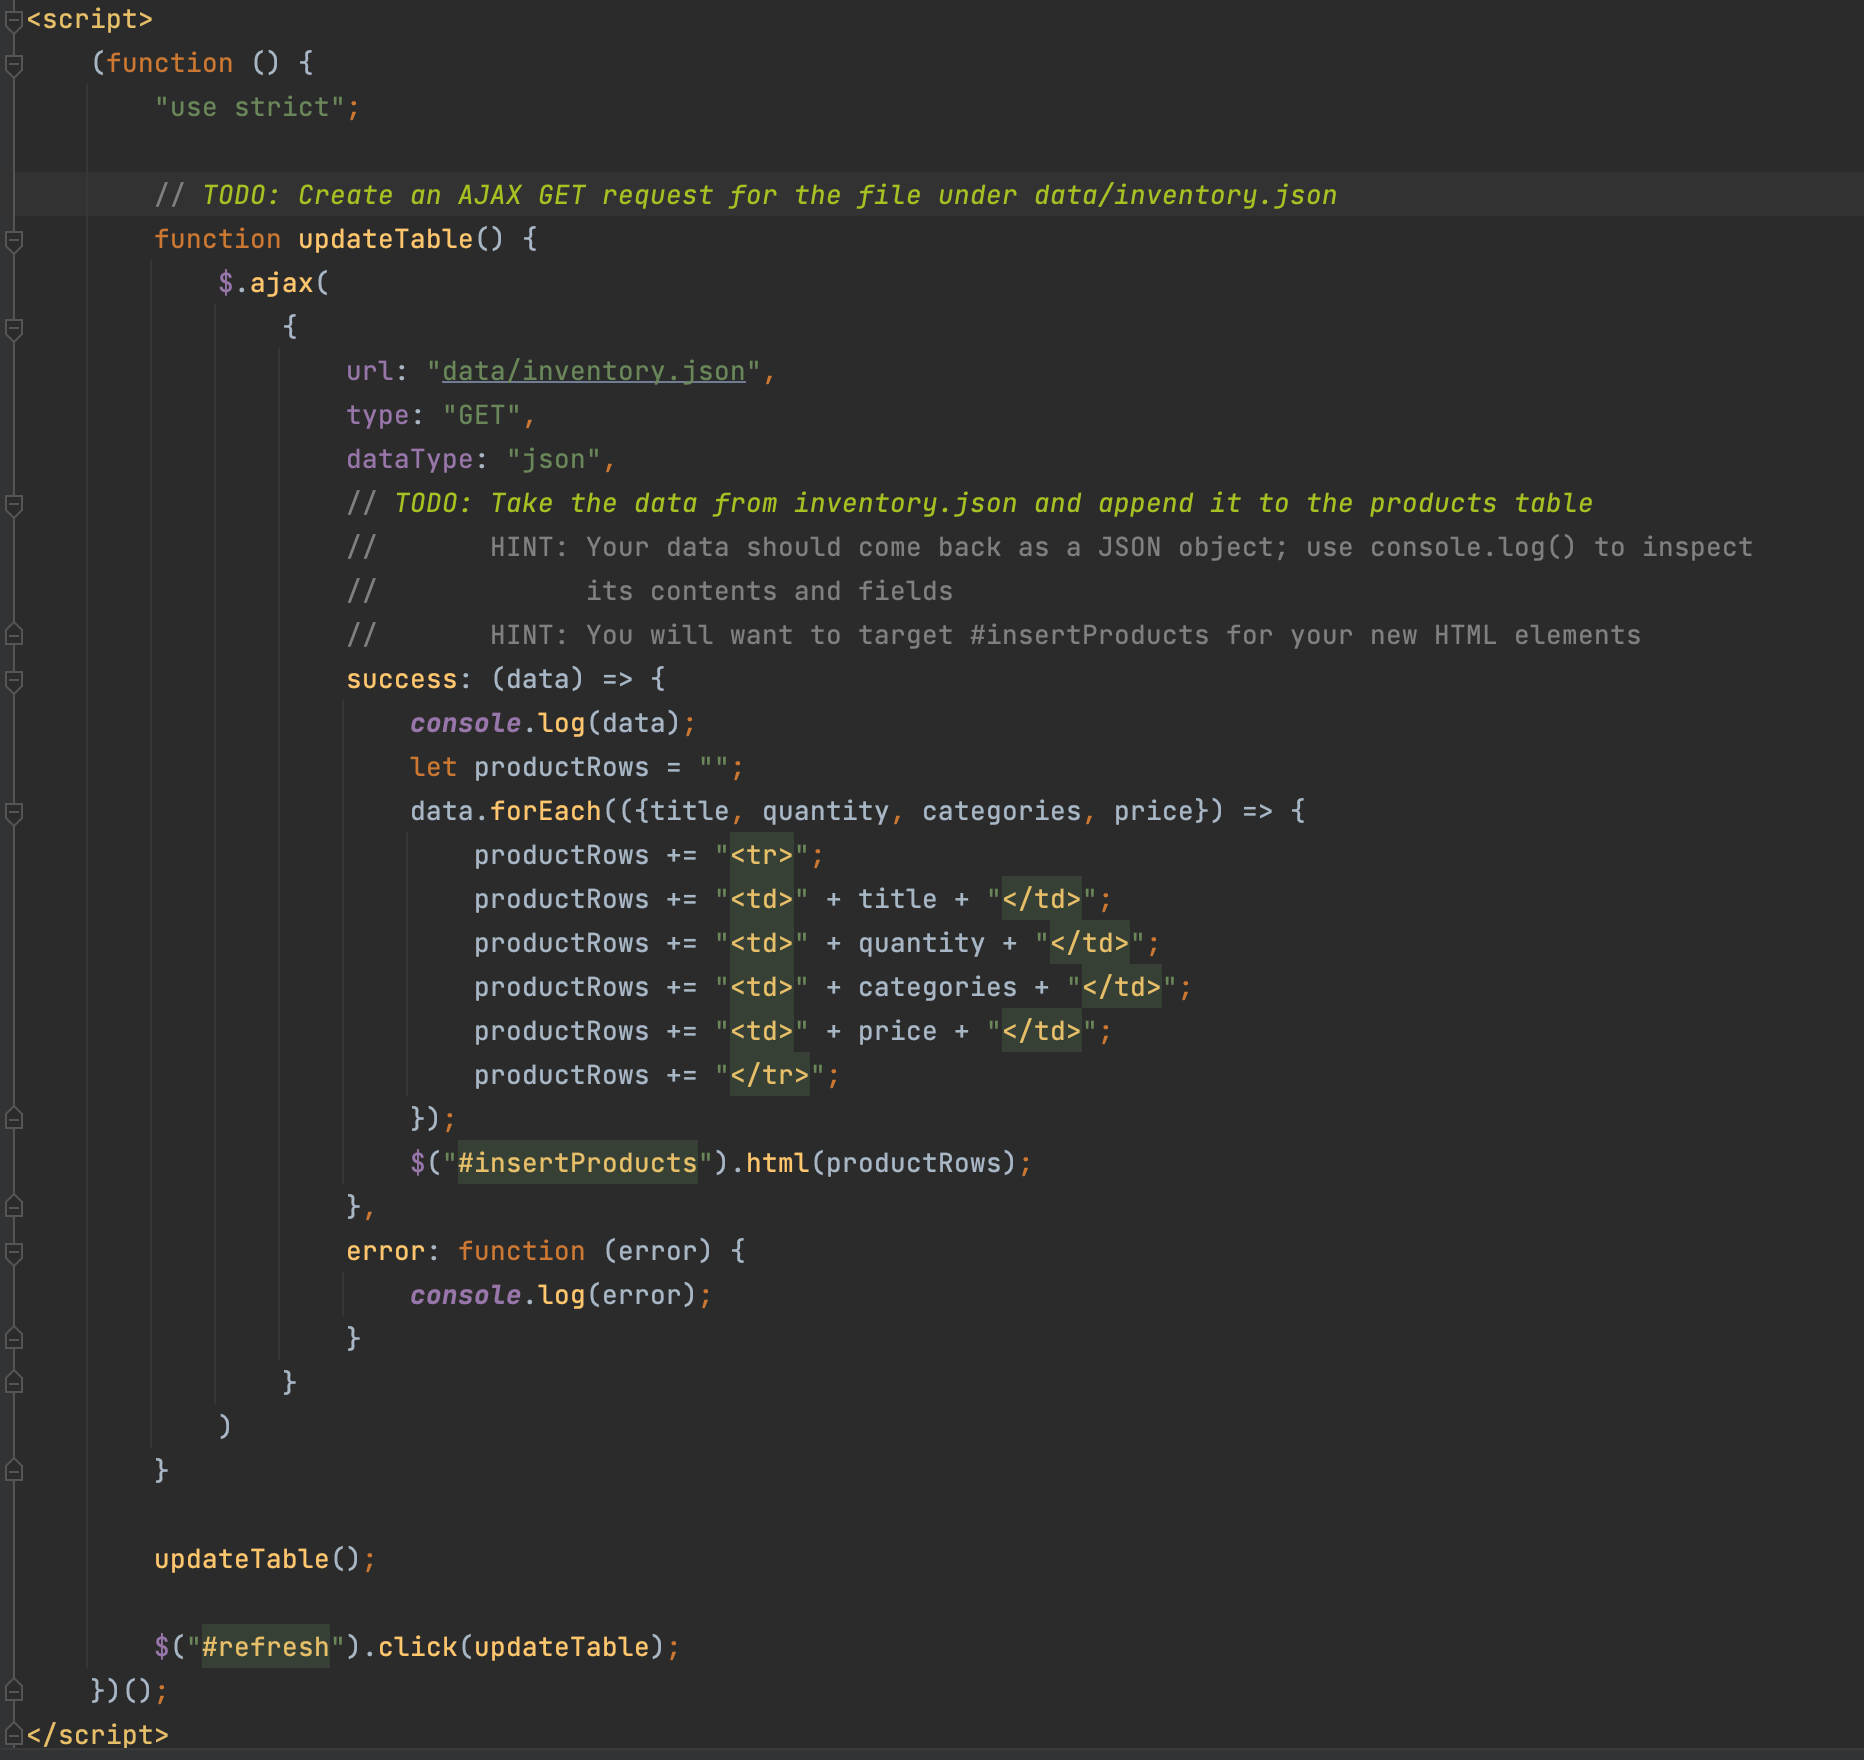 <script>
    (function () {
        "use strict";

        // TODO: Create an AJAX GET request for the file under data/inventory.json
        function updateTable() {
            $.ajax(
                {
                    url: "data/inventory.json",
                    type: "GET",
                    dataType: "json",
                    // TODO: Take the data from inventory.json and append it to the products table
                    //       HINT: Your data should come back as a JSON object; use console.log() to inspect
                    //             its contents and fields
                    //       HINT: You will want to target #insertProducts for your new HTML elements
                    success: (data) => {
                        console.log(data);
                        let productRows = "";
                        data.forEach(({title, quantity, categories, price}) => {
                            productRows += "<tr>";
                            productRows += "<td>" + title + "</td>";
                            productRows += "<td>" + quantity + "</td>";
                            productRows += "<td>" + categories + "</td>";
                            productRows += "<td>" + price + "</td>";
                            productRows += "</tr>";
                        });
                        $("#insertProducts").html(productRows);
                    },
                    error: function (error) {
                        console.log(error);
                    }
                }
            )
        }

        updateTable();

        $("#refresh").click(updateTable);
    })();
</script>